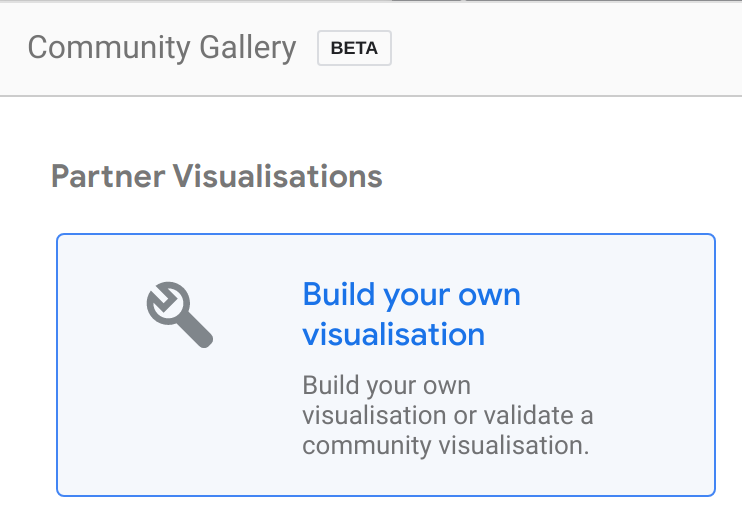 Community Gallery BETA
Partner Visualisations
Build your own
visualisation
Build your own
visualisation or validate a
community visualisation.